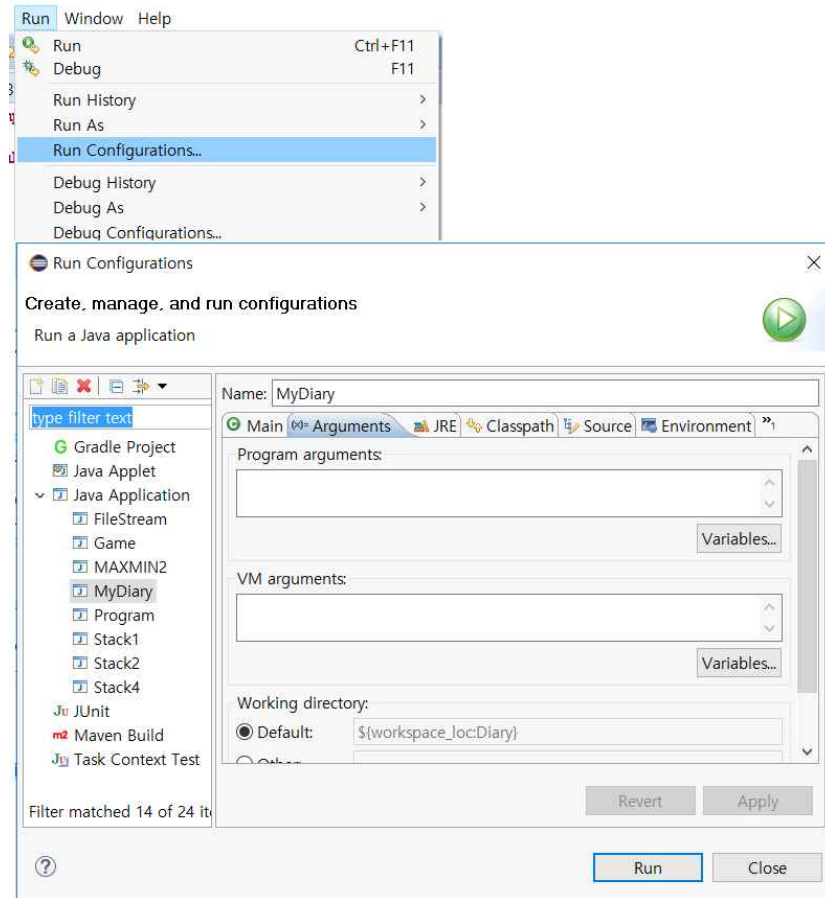 Run Window Help
Run Ctrl+F11
Debug F11
Run History
Run As
Run Configurations...
Debug History
Debug As
Debug Configurations...
Run Configurations
Create, manage, and run configurations
Run a Java application
type filter text
Gradle Project
Java Applet
Java Application
FileStream
Game
MAXMIN2
MyDiary
Program
Stack1
Stack2
Stack4
JUnit
Maven Build
Task Context Test
Filter matched 14 of 24 it
Name: MyDiary
Main Arguments JRE Classpath Source Environment »1
Program arguments:
Variables...
VM arguments:
Variables...
Working directory:
Default: ${workspace_loc:Diary}
Other:
Revert Apply
Run Close